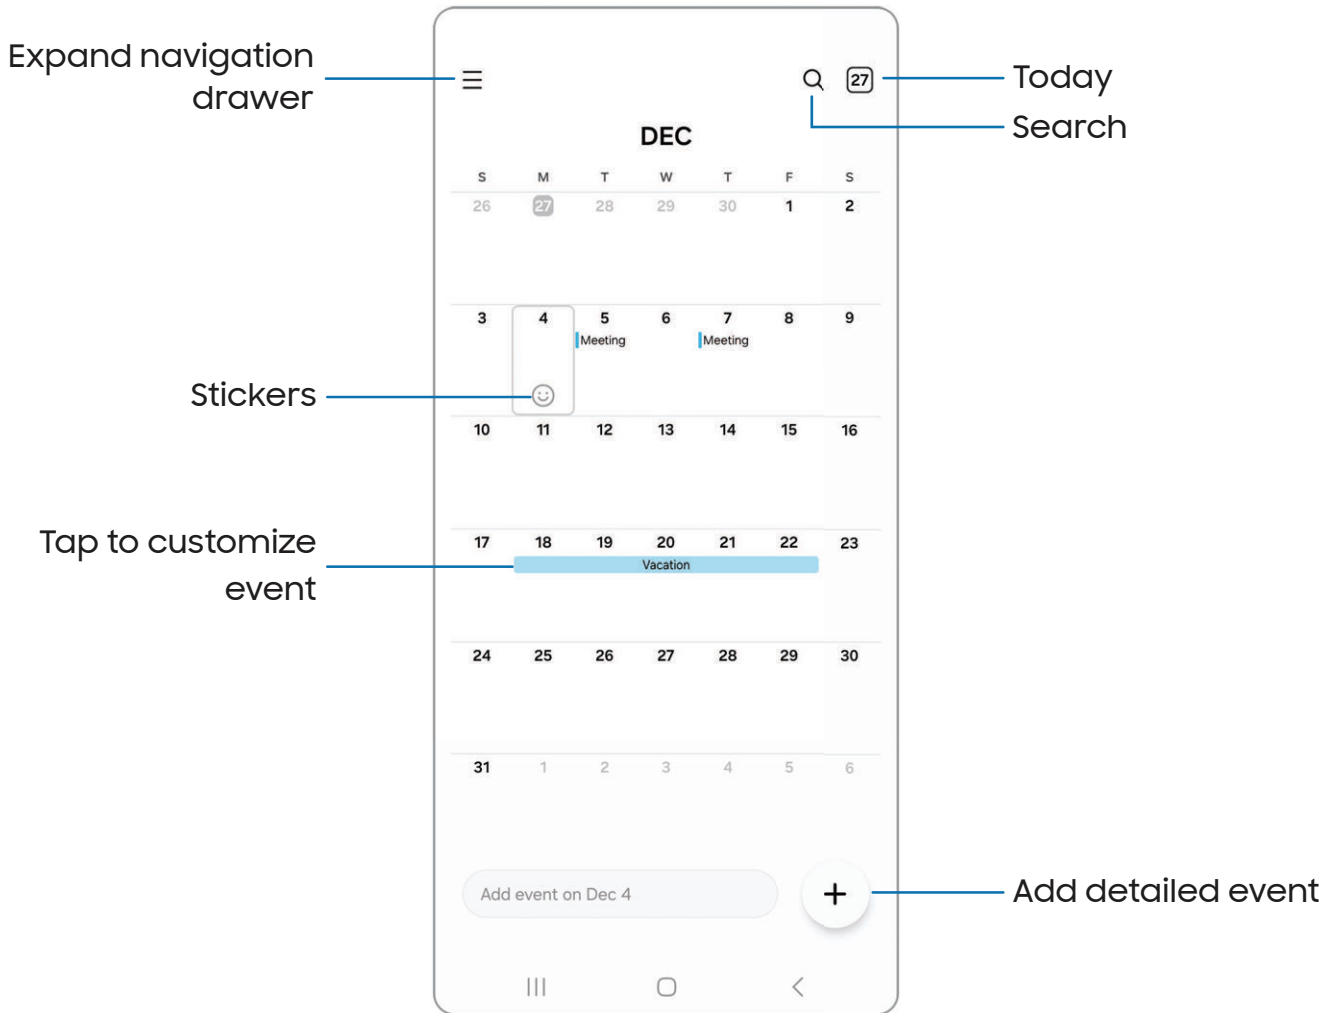 Expand navigation
drawer
27
Today
Search
DEC
S M T W T F S
26 27 28 29 30 1 2
3 4 5 6 7 8 9
Meeting Meeting
Stickers
10 11 12 13 14 15 16
Tap to customize
event
17 18 19 20 21 22 23
Vacation
24 25 26 27 28 29 30
31 1 2 3 4 5 6
Add event on Dec 4
+
Add detailed event